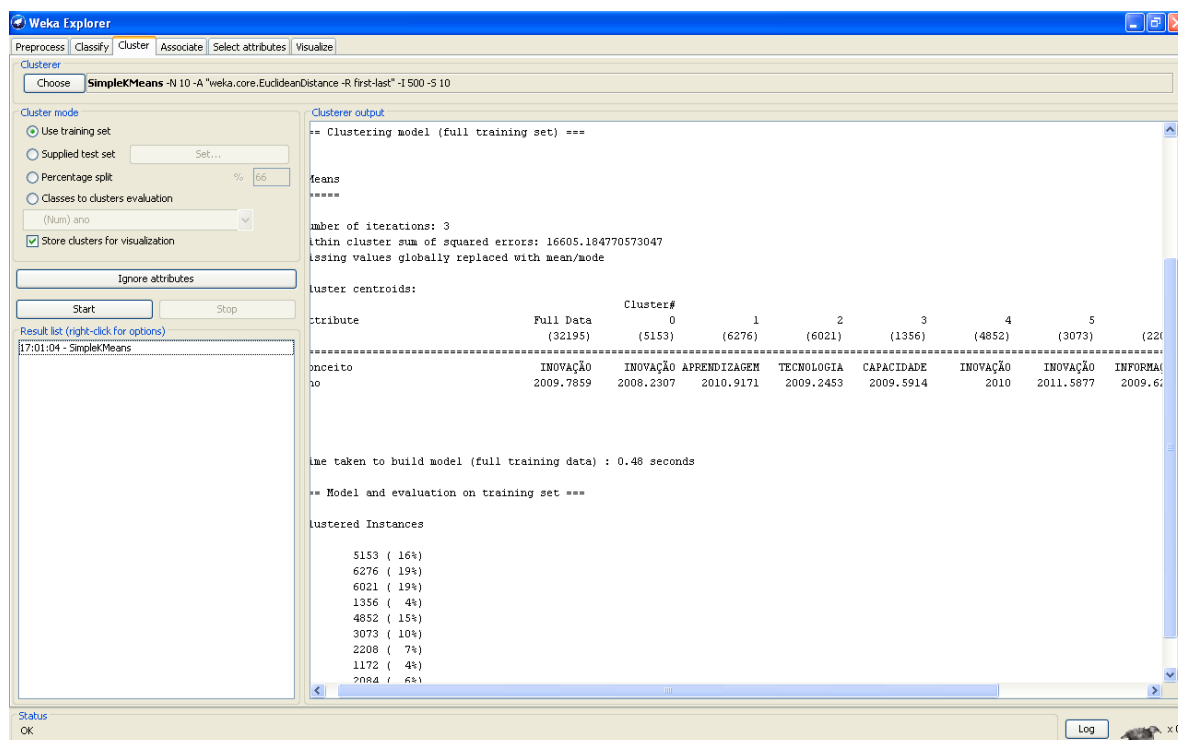 Weka Explorer
Preprocess Classify Cluster Associate Select attributes Visualize
Clusterer
Choose SimpleKMeans -N 10 -A "weka.core.EuclideanDistance -R first-last" -I 500 -S 10
Cluster mode
Use training set
Supplied test set Set...
Percentage split % 66
Classes to clusters evaluation
(Num) ano
Store clusters for visualization
Ignore attributes
Start Stop
Result list (right-click for options)
17:01:04 - SimpleKMeans
Clusterer output
== Clustering model (full training set) ===
Means
=====
umber of iterations: 3
ithin cluster sum of squared errors: 16605.184770573047
issing values globally replaced with mean/mode
luster centroids:
Cluster#
ttribute Full Data 0 1 2 3 4 5
(32195) (5153) (6276) (6021) (1356) (4852) (3073) (220
onceito INOVAÇÃO INOVAÇÃO APRENDIZAGEM TECNOLOGIA CAPACIDADE INOVAÇÃO INOVAÇÃO INFORMAÇ
no 2009.7859 2008.2307 2010.9171 2009.2453 2009.5914 2010 2011.5877 2009.62
ime taken to build model (full training data) : 0.48 seconds
== Model and evaluation on training set ===
lustered Instances
5153 ( 16%)
6276 ( 19%)
6021 ( 19%)
1356 ( 4%)
4852 ( 15%)
3073 ( 10%)
2208 ( 7%)
1172 ( 4%)
2084 ( 6%)
Status
OK
Log x 0